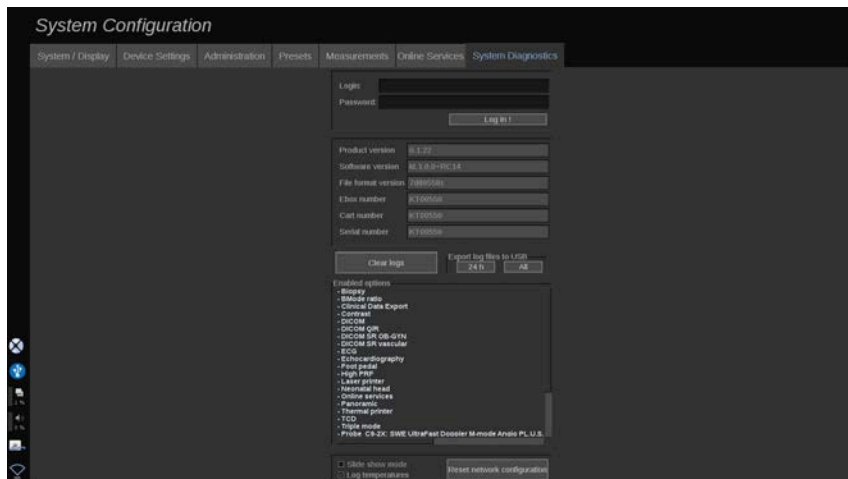 System Configuration
System / Display Device Settings Administration Presets Measurements Online Services System Diagnostics
Login:
Password:
Log in !
Product version
Software version
File format version
Ebox number KT00550
Cart number KT00550
Serial number KT00550
Clear logs
Export log files to USB
24 h All
Enabled options
- Biopsy
- BMode ratio
- Clinical Data Export
- Contrast
- DICOM
- DICOM Q/R
- DICOM SR OB-GYN
- DICOM SR vascular
- ECG
- Echocardiography
- Foot pedal
- High PRF
- Laser printer
- Neonatal head
- Online services
- Panoramic
- Thermal printer
- TCD
- Triple mode
- Probe C9-2X: SWE UltraFast Doppler M-mode Angio PL.U.S.
Slide show mode
Log temperatures
Reset network configuration